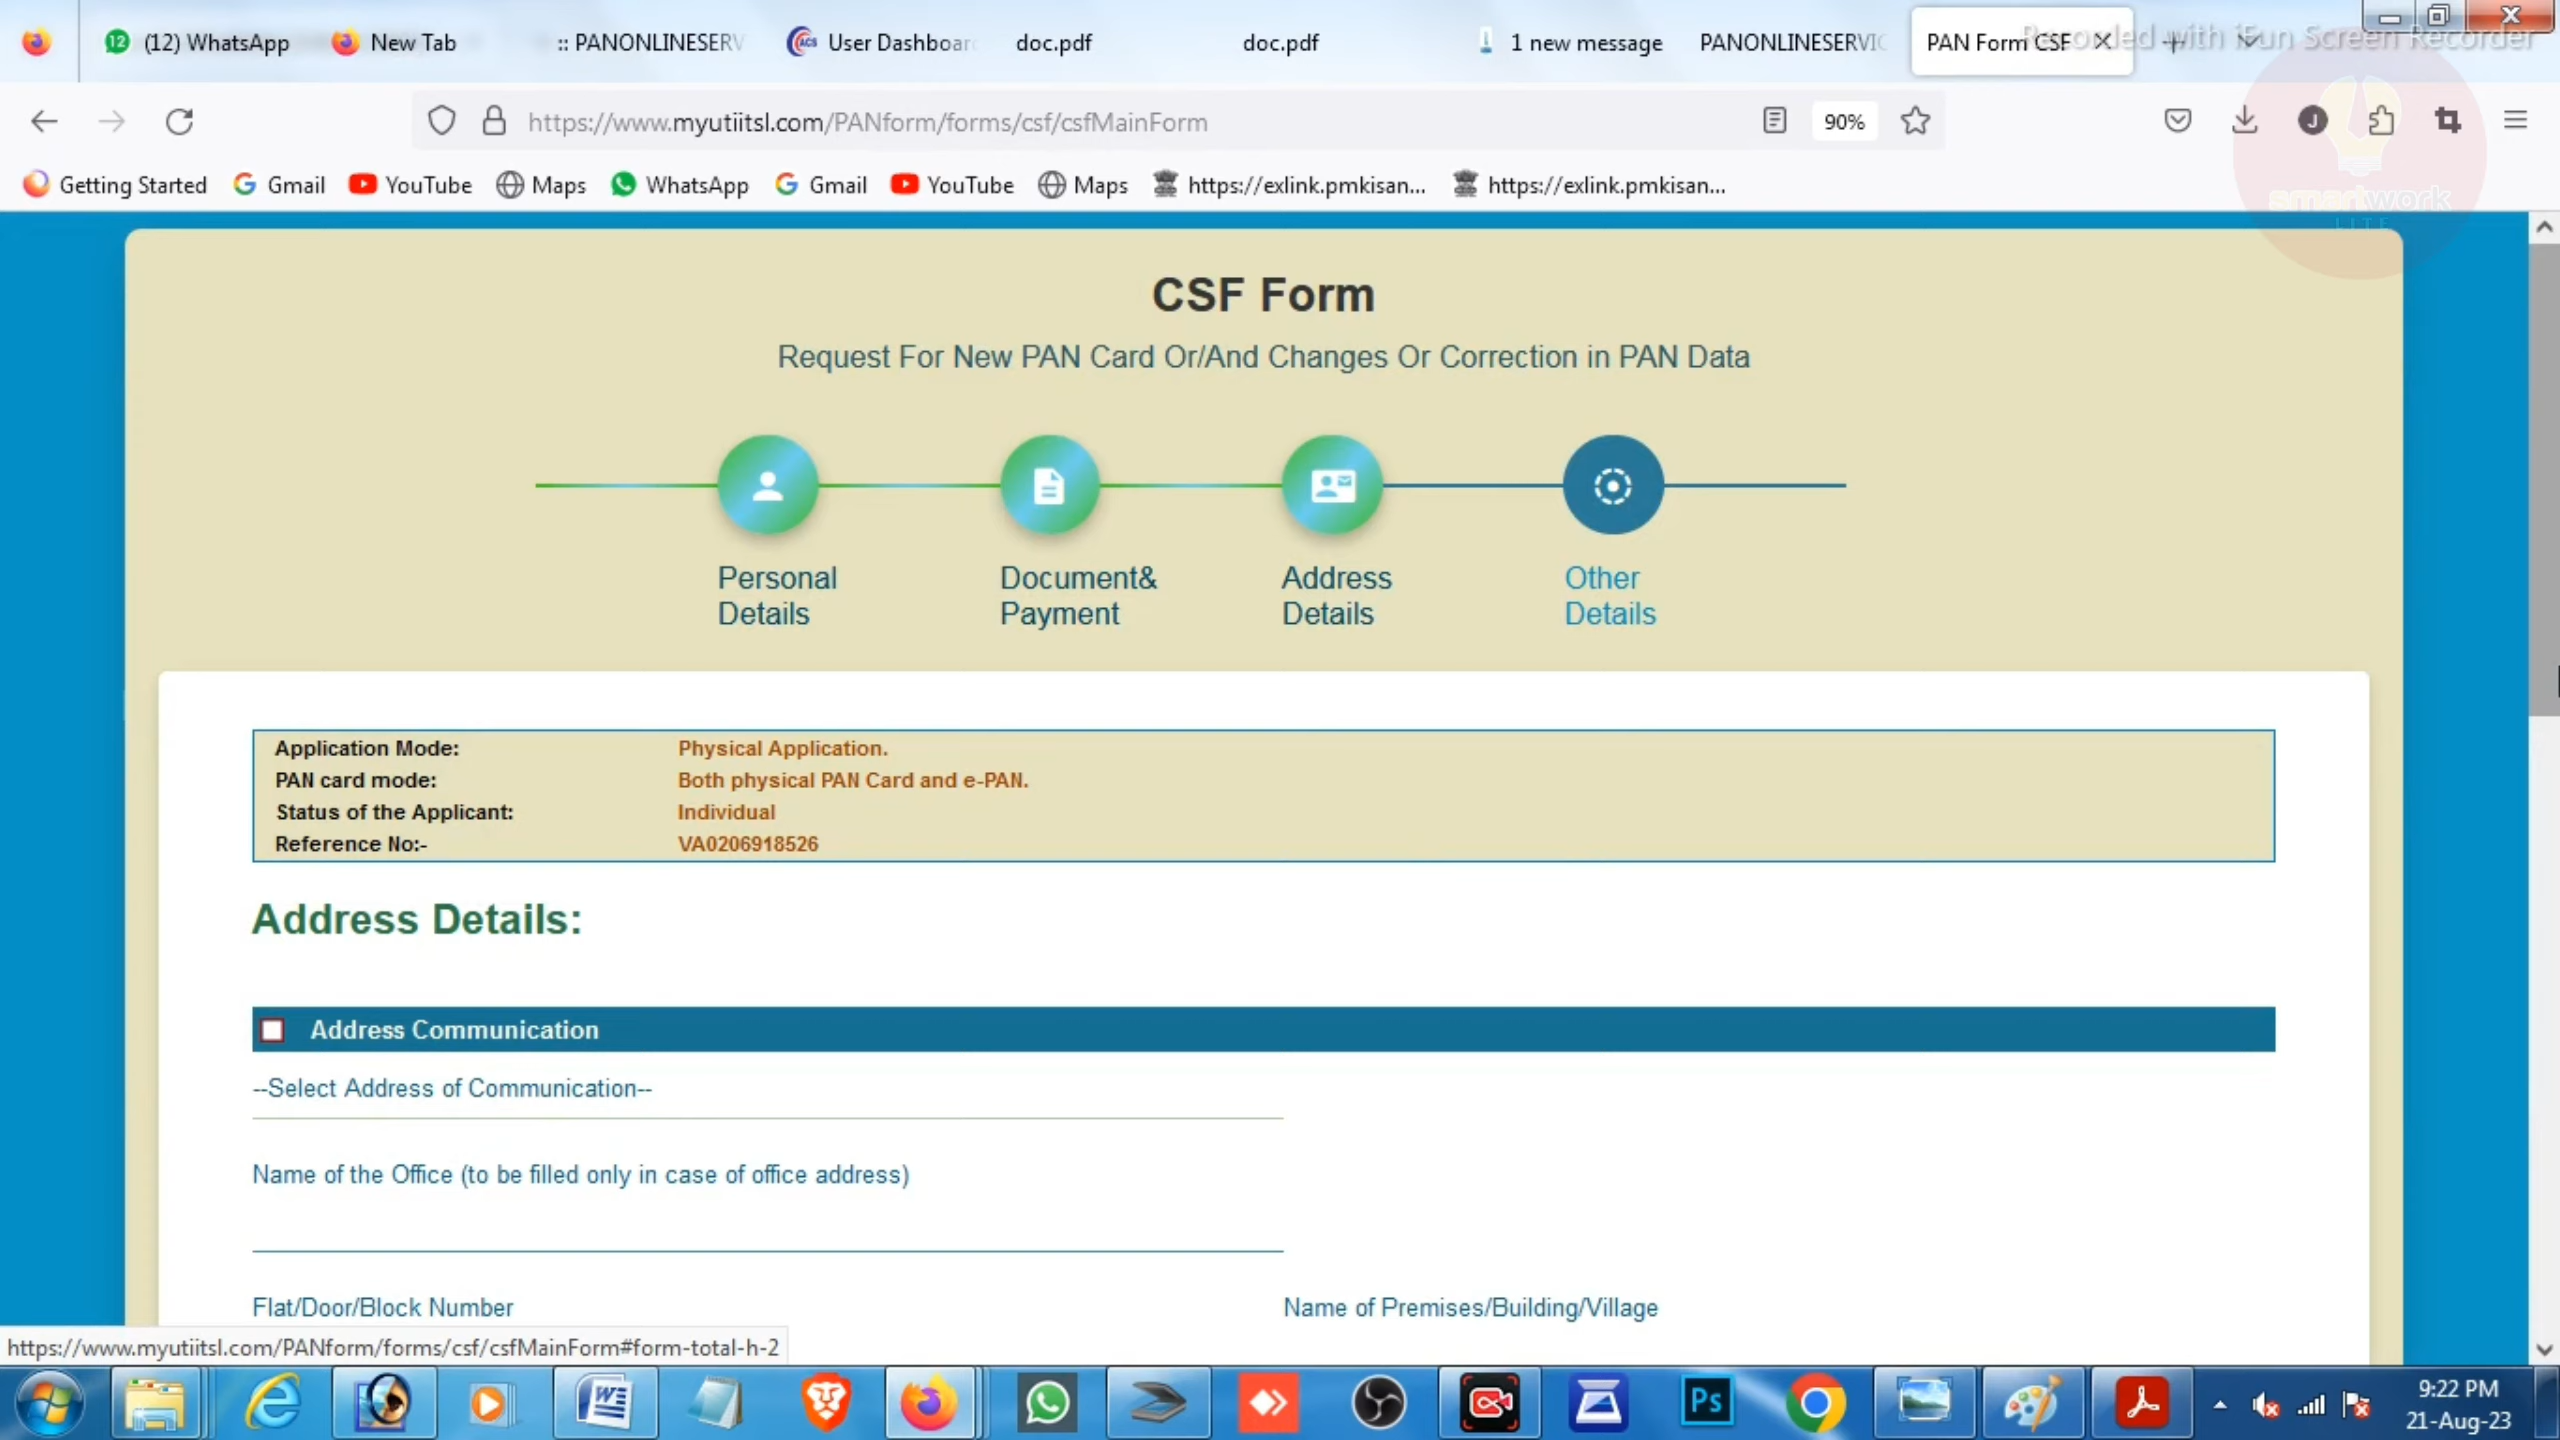 (12) WhatsApp
New Tab
:: PANONLINESERV
User Dashboar
doc.pdf
doc.pdf
1 new message
PANONLINESERVIC
PAN Form CSF
Recorded with iFun Screen Recorder
https://www.myutiitsl.com/PANform/forms/csf/csfMainForm
90%
J
Getting Started
Gmail
YouTube
Maps
WhatsApp
Gmail
YouTube
Maps
https://exlink.pmkisan...
https://exlink.pmkisan...
smartwork
LITE
CSF Form
Request For New PAN Card Or/And Changes Or Correction in PAN Data
Personal
Details
Document&
Payment
Address
Details
Other
Details
Application Mode: Physical Application.
PAN card mode: Both physical PAN Card and e-PAN.
Status of the Applicant: Individual
Reference No:- VA0206918526
Address Details:
Address Communication
--Select Address of Communication--
Name of the Office (to be filled only in case of office address)
Flat/Door/Block Number
Name of Premises/Building/Village
https://www.myutiitsl.com/PANform/forms/csf/csfMainForm#form-total-h-2
Ps
9:22 PM
21-Aug-23